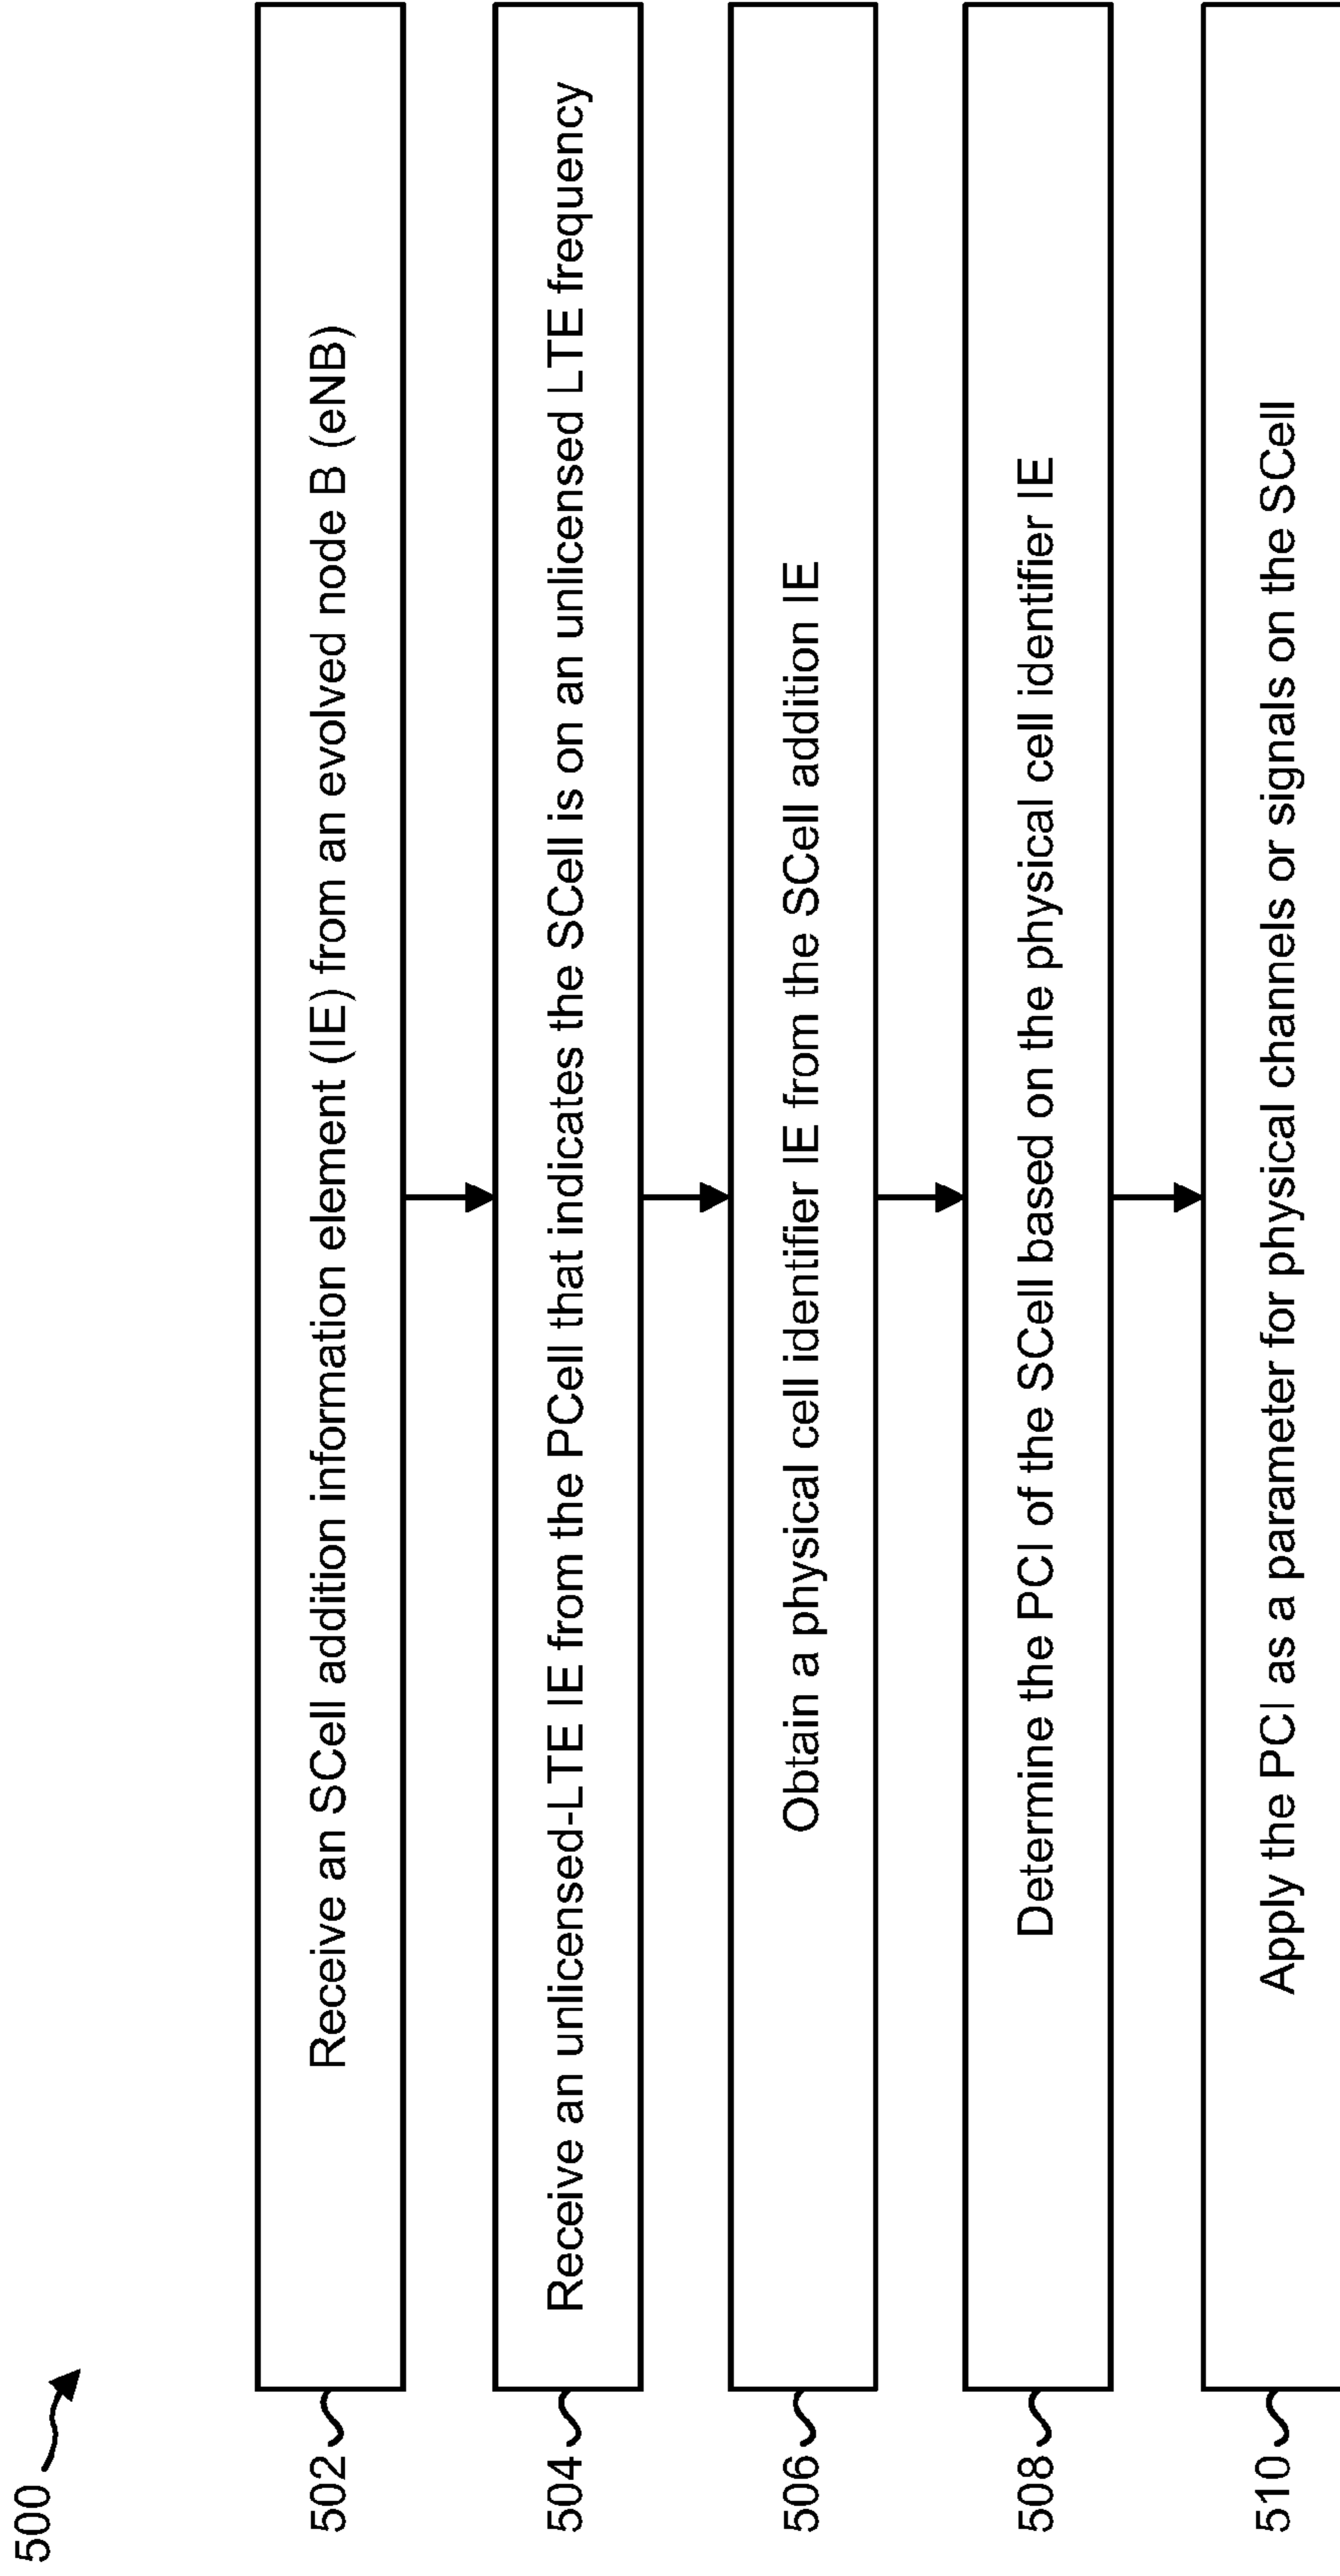 500
502
Receive an SCell addition information element (IE) from an evolved node B (eNB)
504
Receive an unlicensed-LTE IE from the PCell that indicates the SCell is on an unlicensed LTE frequency
506
Obtain a physical cell identifier IE from the SCell addition IE
508
Determine the PCI of the SCell based on the physical cell identifier IE
510
Apply the PCI as a parameter for physical channels or signals on the SCell